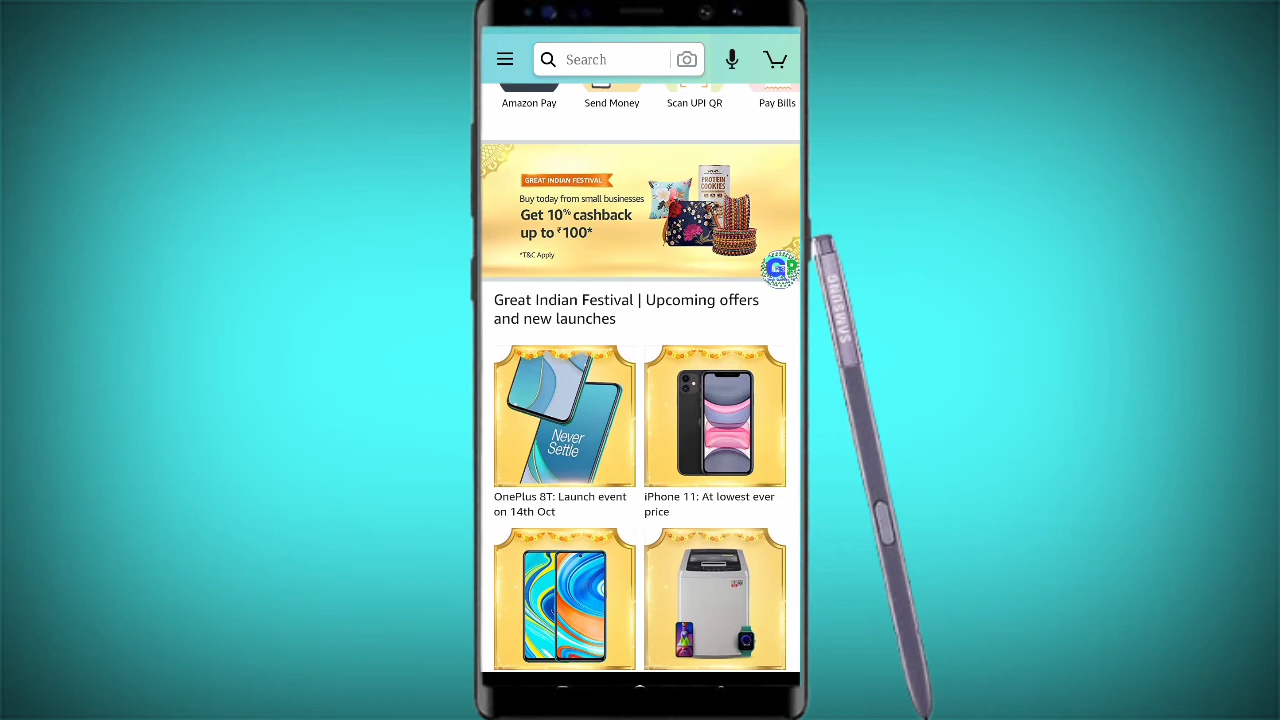 Search
Amazon Pay
Send Money
Scan UPI QR
Pay Bills
GREAT INDIAN FESTIVAL
Buy today from small businesses
Get 10% cashback
up to ₹100*
*T&C Apply
PROTEIN
COOKIES
GP
Great Indian Festival | Upcoming offers
and new launches
Never
Settle
OnePlus 8T: Launch event
on 14th Oct
iPhone 11: At lowest ever
price
SAMSUNG